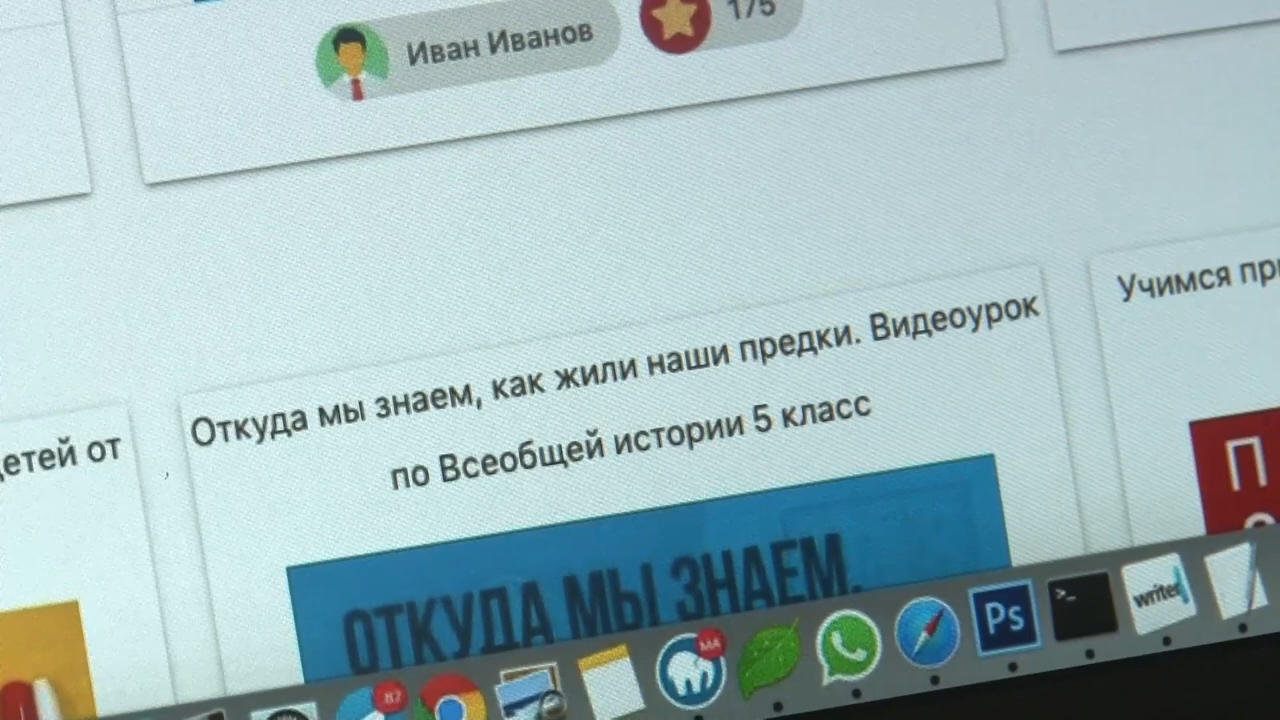 Иван Иванов
1/5
Откуда мы знаем, как жили наши предки. Видеоурок
по Всеобщей истории 5 класс
Учимся
детей от
П
ОТКУДА МЫ ЗНАЕМ,
87
Ps
>_
writer